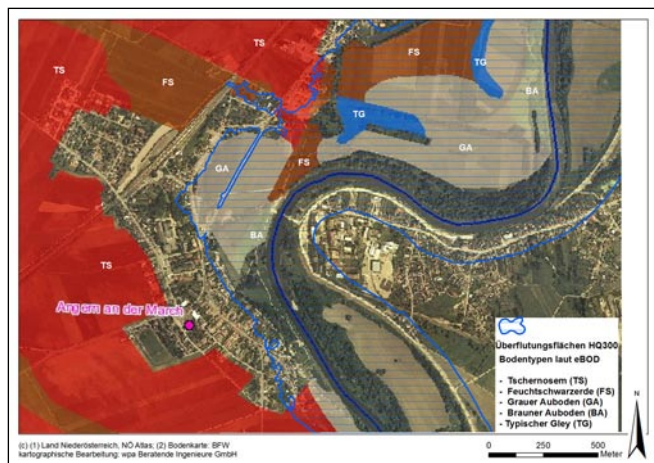 TS
FS
TS
FS
TG
BA
TG
GA
GA
FS
BA
TS
Angern an der March
Überflutungsflächen HQ300
Bodentypen laut eBOD
- Tschernosem (TS)
- Feuchtschwarzerde (FS)
- Grauer Auboden (GA)
- Brauner Auboden (BA)
- Typischer Gley (TG)
N
0 250 500
Meter
(c) (1) Land Niederösterreich, NÖ Atlas; (2) Bodenkarte: BFW
kartographische Bearbeitung: wpa Beratende Ingenieure GmbH